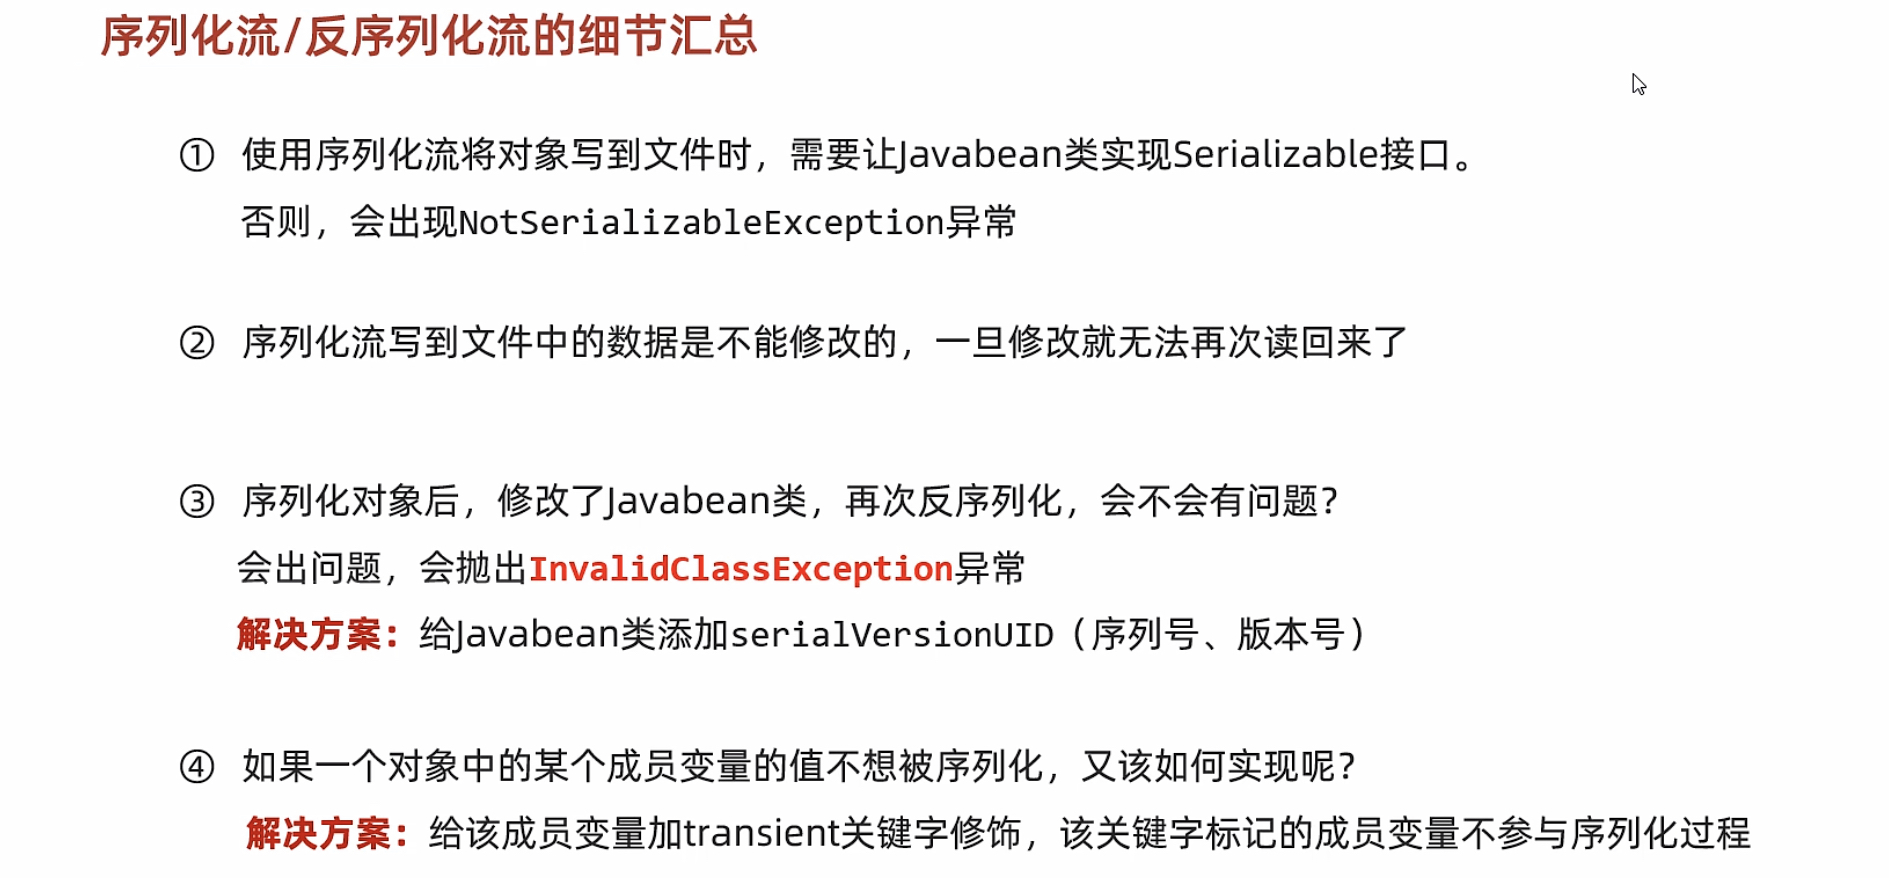 序列化流/反序列化流的细节汇总
① 使用序列化流将对象写到文件时，需要让Javabean类实现Serializable接口。
否则，会出现NotSerializableException异常
② 序列化流写到文件中的数据是不能修改的，一旦修改就无法再次读回来了
③ 序列化对象后，修改了Javabean类，再次反序列化，会不会有问题？
会出问题，会抛出InvalidClassException异常
解决方案：给Javabean类添加serialVersionUID（序列号、版本号）
④ 如果一个对象中的某个成员变量的值不想被序列化，又该如何实现呢？
解决方案：给该成员变量加transient关键字修饰，该关键字标记的成员变量不参与序列化过程